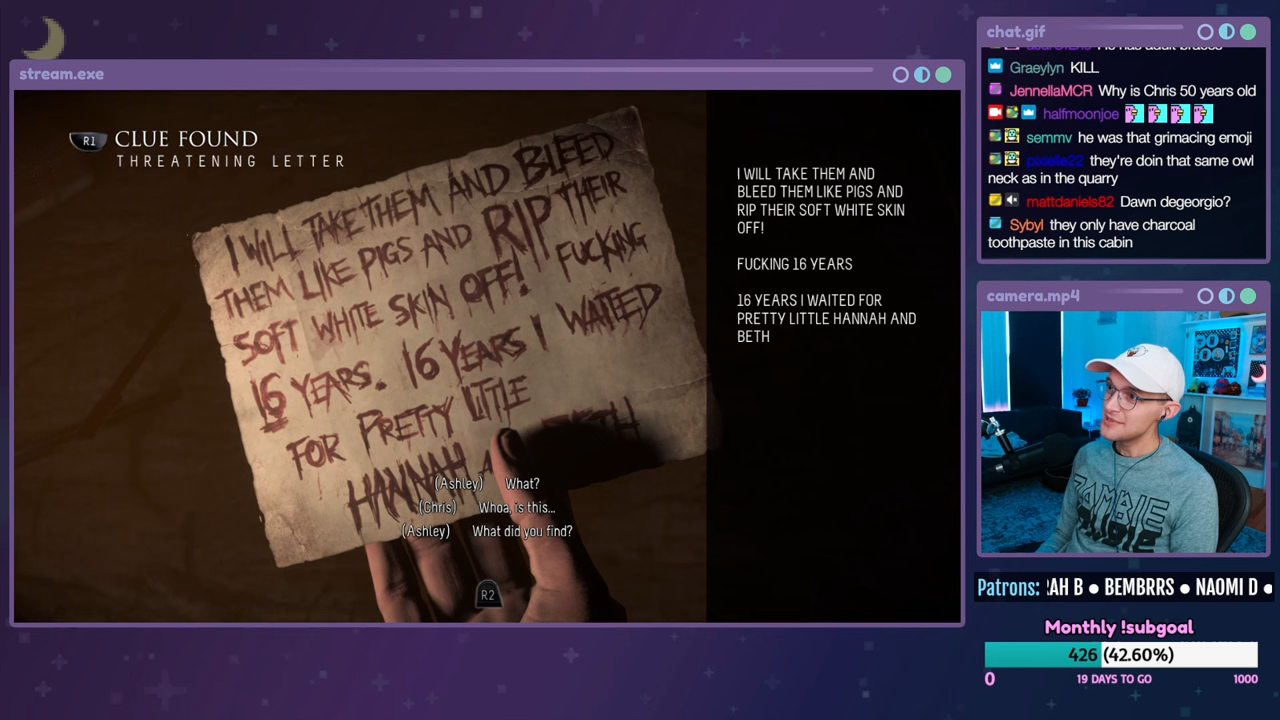 stream.exe
R1 CLUE FOUND
THREATENING LETTER
I WILL TAKE THEM AND BLEED
THEM LIKE PIGS AND RIP THEIR
SOFT WHITE SKIN OFF! FUCKING
16 YEARS. 16 YEARS I WAITED
FOR PRETTY LITTLE
HANNAH A
(Ashley) What?
(Chris) Whoa, is this...
(Ashley) What did you find?
R2
I WILL TAKE THEM AND
BLEED THEM LIKE PIGS AND
RIP THEIR SOFT WHITE SKIN
OFF!
FUCKING 16 YEARS
16 YEARS I WAITED FOR
PRETTY LITTLE HANNAH AND
BETH
chat.gif
Graeylyn KILL
JennellaMCR Why is Chris 50 years old
halfmoonjoe
semmv he was that grimacing emoji
pixielle22 they're doin that same owl
neck as in the quarry
mattdaniels82 Dawn degeorgio?
Sybyl they only have charcoal
toothpaste in this cabin
camera.mp4
ZOMBIE
Patrons: AH B ● BEMBRRS ● NAOMI D ●
Monthly !subgoal
426 (42.60%)
0 19 DAYS TO GO 1000